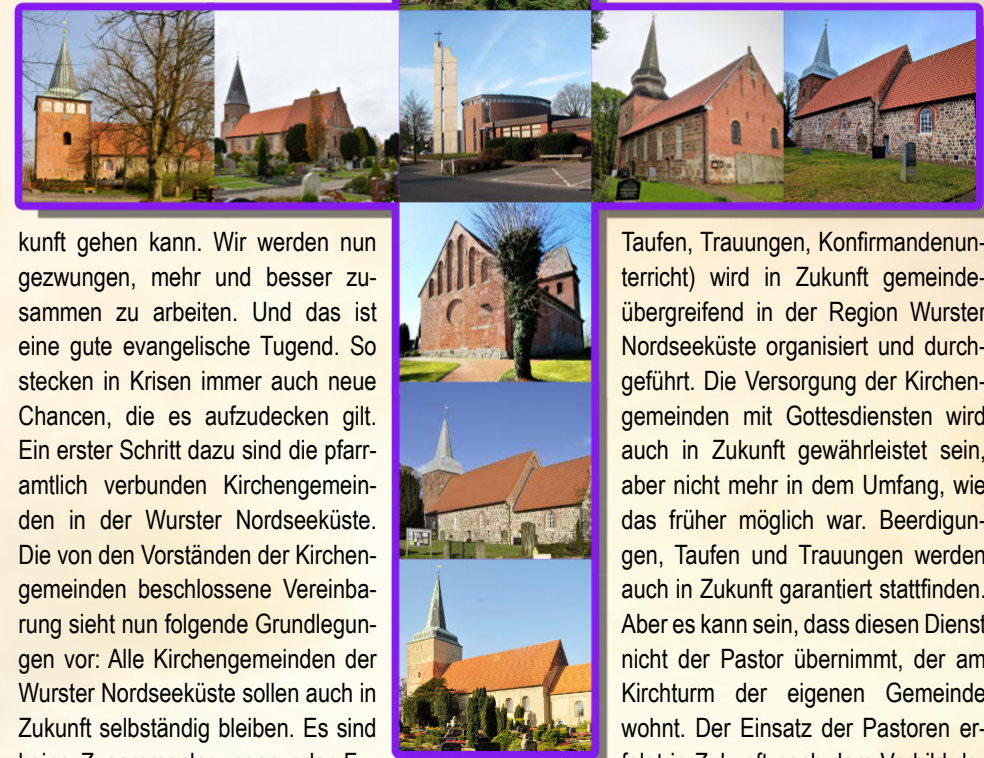 kunft gehen kann. Wir werden nun
gezwungen, mehr und besser zu-
sammen zu arbeiten. Und das ist
eine gute evangelische Tugend. So
stecken in Krisen immer auch neue
Chancen, die es aufzudecken gilt.
Ein erster Schritt dazu sind die pfarr-
amtlich verbunden Kirchengemein-
den in der Wurster Nordseeküste.
Die von den Vorständen der Kirchen-
gemeinden beschlossene Vereinba-
rung sieht nun folgende Grundlegun-
gen vor: Alle Kirchengemeinden der
Wurster Nordseeküste sollen auch in
Zukunft selbständig bleiben. Es sind
Taufen, Trauungen, Konfirmandenun-
terricht) wird in Zukunft gemeinde-
übergreifend in der Region Wurster
Nordseeküste organisiert und durch-
geführt. Die Versorgung der Kirchen-
gemeinden mit Gottesdiensten wird
auch in Zukunft gewährleistet sein,
aber nicht mehr in dem Umfang, wie
das früher möglich war. Beerdigun-
gen, Taufen und Trauungen werden
auch in Zukunft garantiert stattfinden.
Aber es kann sein, dass diesen Dienst
nicht der Pastor übernimmt, der am
Kirchturm der eigenen Gemeinde
wohnt. Der Einsatz der Pastoren er-